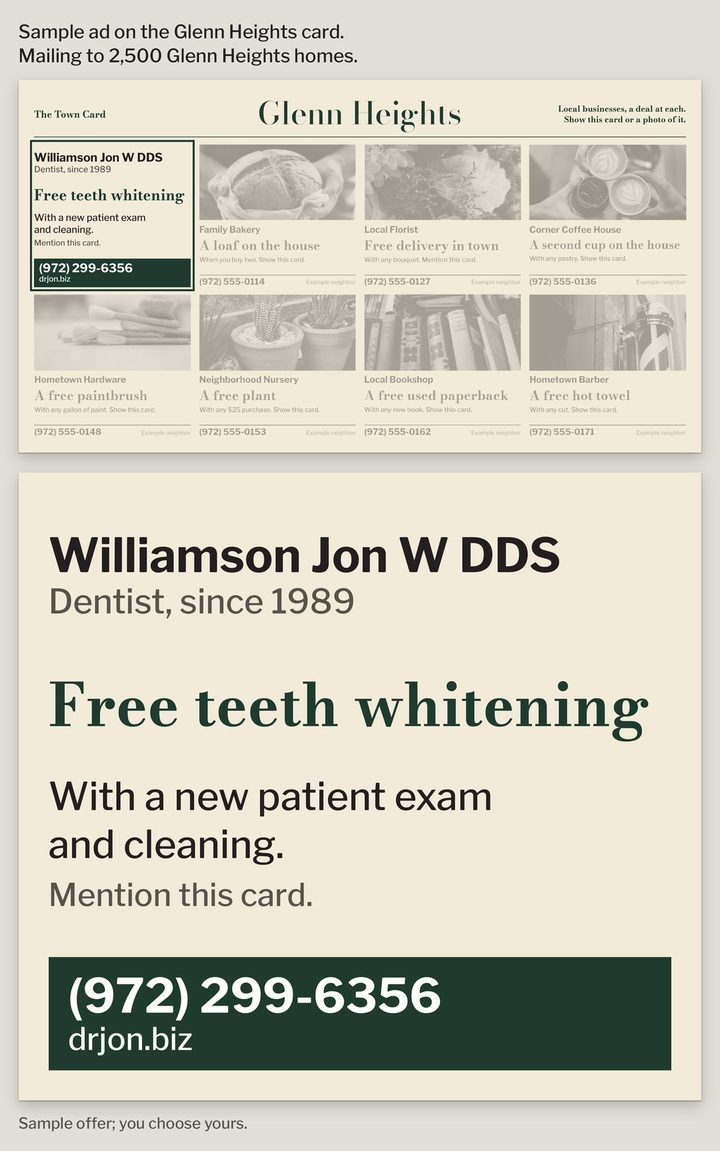 Sample ad on the Glenn Heights card.
Mailing to 2,500 Glenn Heights homes.
The Town Card
Glenn Heights
Local businesses, a deal at each.
Show this card or a photo of it.
Williamson Jon W DDS
Dentist, since 1989
Free teeth whitening
With a new patient exam
and cleaning.
Mention this card.
(972) 299-6356
drjon.biz
Family Bakery
A loaf on the house
When you buy two. Show this card.
(972) 555-0114
Example neighbor
Local Florist
Free delivery in town
With any bouquet. Mention this card.
(972) 555-0127
Example neighbor
Corner Coffee House
A second cup on the house
With any pastry. Show this card.
(972) 555-0136
Example neighbor
Hometown Hardware
A free paintbrush
With any gallon of paint. Show this card.
(972) 555-0148
Example neighbor
Neighborhood Nursery
A free plant
With any $25 purchase. Show this card.
(972) 555-0153
Example neighbor
Local Bookshop
A free used paperback
With any new book. Show this card.
(972) 555-0162
Example neighbor
Hometown Barber
A free hot towel
With any cut. Show this card.
(972) 555-0171
Example neighbor
Williamson Jon W DDS
Dentist, since 1989
Free teeth whitening
With a new patient exam
and cleaning.
Mention this card.
(972) 299-6356
drjon.biz
Sample offer; you choose yours.